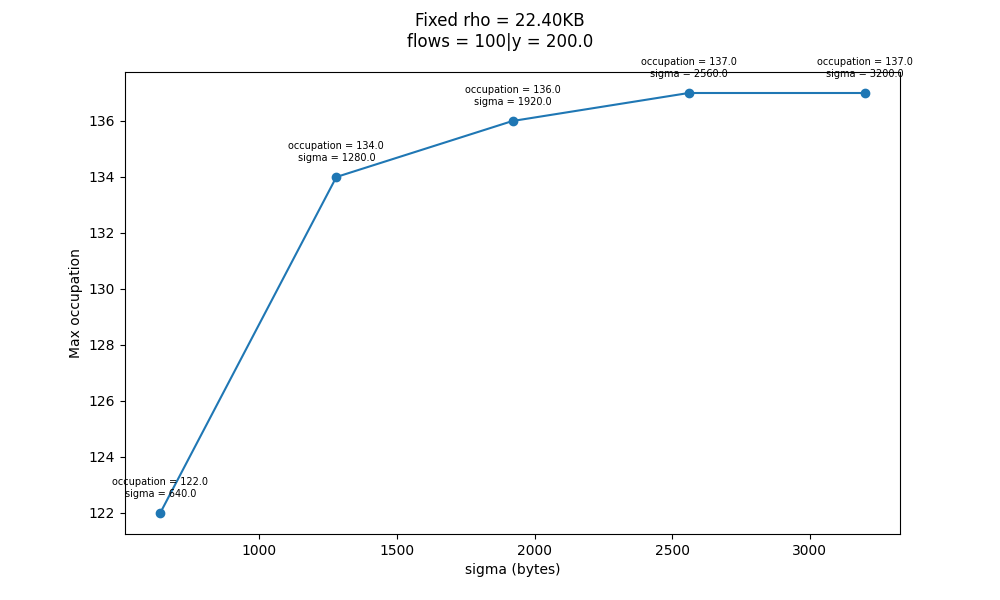 Fixed rho = 22.40KB
flows = 100|y = 200.0
occupation = 137.0
sigma = 2560.0
occupation = 137.0
sigma = 3200.0
occupation = 136.0
sigma = 1920.0
occupation = 134.0
sigma = 1280.0
occupation = 122.0
sigma = 640.0
Max occupation
136
134
132
130
128
126
124
122
1000
1500
2000
2500
3000
sigma (bytes)